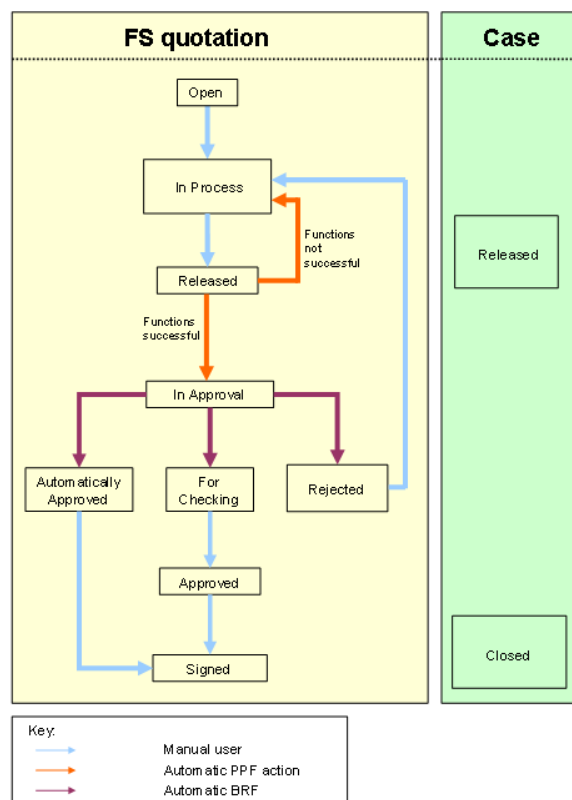 FS quotation
Case
Open
In Process
Functions
not
successful
Released
Released
Functions
successful
In Approval
Automatically
Approved
For
Checking
Rejected
Approved
Signed
Closed
Key:
Manual user
Automatic PPF action
Automatic BRF